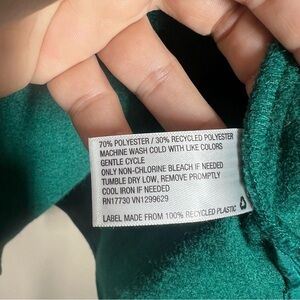 70% POLYESTER / 30% RECYCLED POLYESTER
MACHINE WASH COLD WITH LIKE COLORS
GENTLE CYCLE
ONLY NON-CHLORINE BLEACH IF NEEDED
TUMBLE DRY LOW, REMOVE PROMPTLY
COOL IRON IF NEEDED
RN17730 VN1299629
LABEL MADE FROM 100% RECYCLED PLASTIC